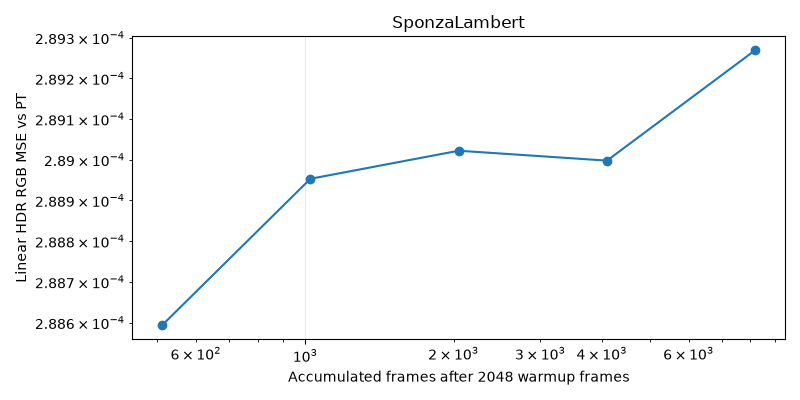 SponzaLambert
Linear HDR RGB MSE vs PT
2.893 × 10⁻⁴
2.892 × 10⁻⁴
2.891 × 10⁻⁴
2.89 × 10⁻⁴
2.889 × 10⁻⁴
2.888 × 10⁻⁴
2.887 × 10⁻⁴
2.886 × 10⁻⁴
6 × 10² 10³ 2 × 10³ 3 × 10³ 4 × 10³ 6 × 10³
Accumulated frames after 2048 warmup frames